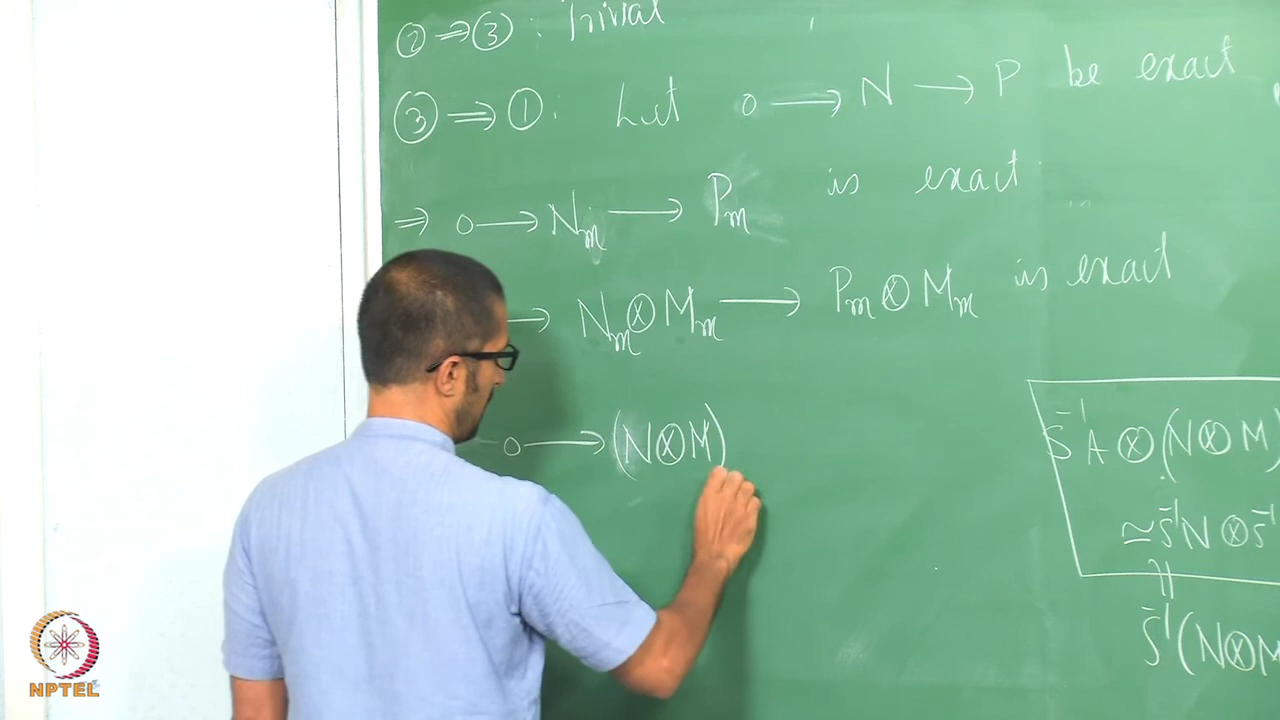 ② ⇒ ③ : trivial
③ ⇒ ① : Let 0 → N → P be exact
⇒ 0 → N_m → P_m is exact
→ N_m ⊗ M_m → P_m ⊗ M_m is exact
0 → (N ⊗ M)
S⁻¹A ⊗ (N ⊗ M)
≃ S⁻¹N ⊗ S⁻¹
S⁻¹(N ⊗ M
NPTEL